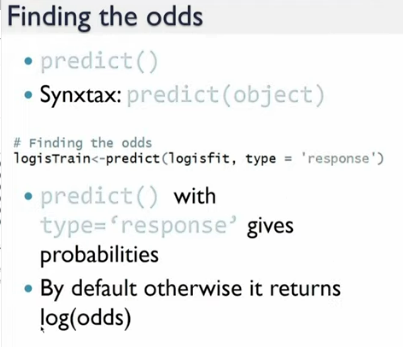 Finding the odds
• predict()
• Synxtax: predict(object)
# Finding the odds
logisTrain<-predict(logisfit, type = 'response')
• predict() with
type=‘response’ gives
probabilities
• By default otherwise it returns
log(odds)